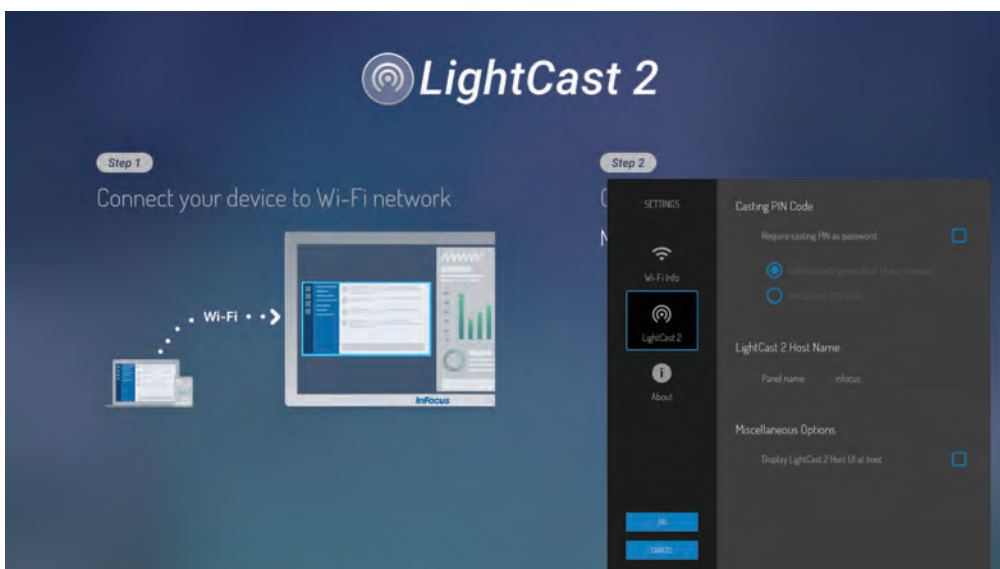 LightCast 2
Step 1
Connect your device to Wi-Fi network
Wi-Fi
InFocus
Step 2
SETTINGS
Wi-Fi Info
LightCast 2
About
OK
CANCEL
Casting PIN Code
Require casting PIN as password
LightCast 2 Host Name
Panel name infocus
Miscellaneous Options
Display LightCast 2 Host UI at boot